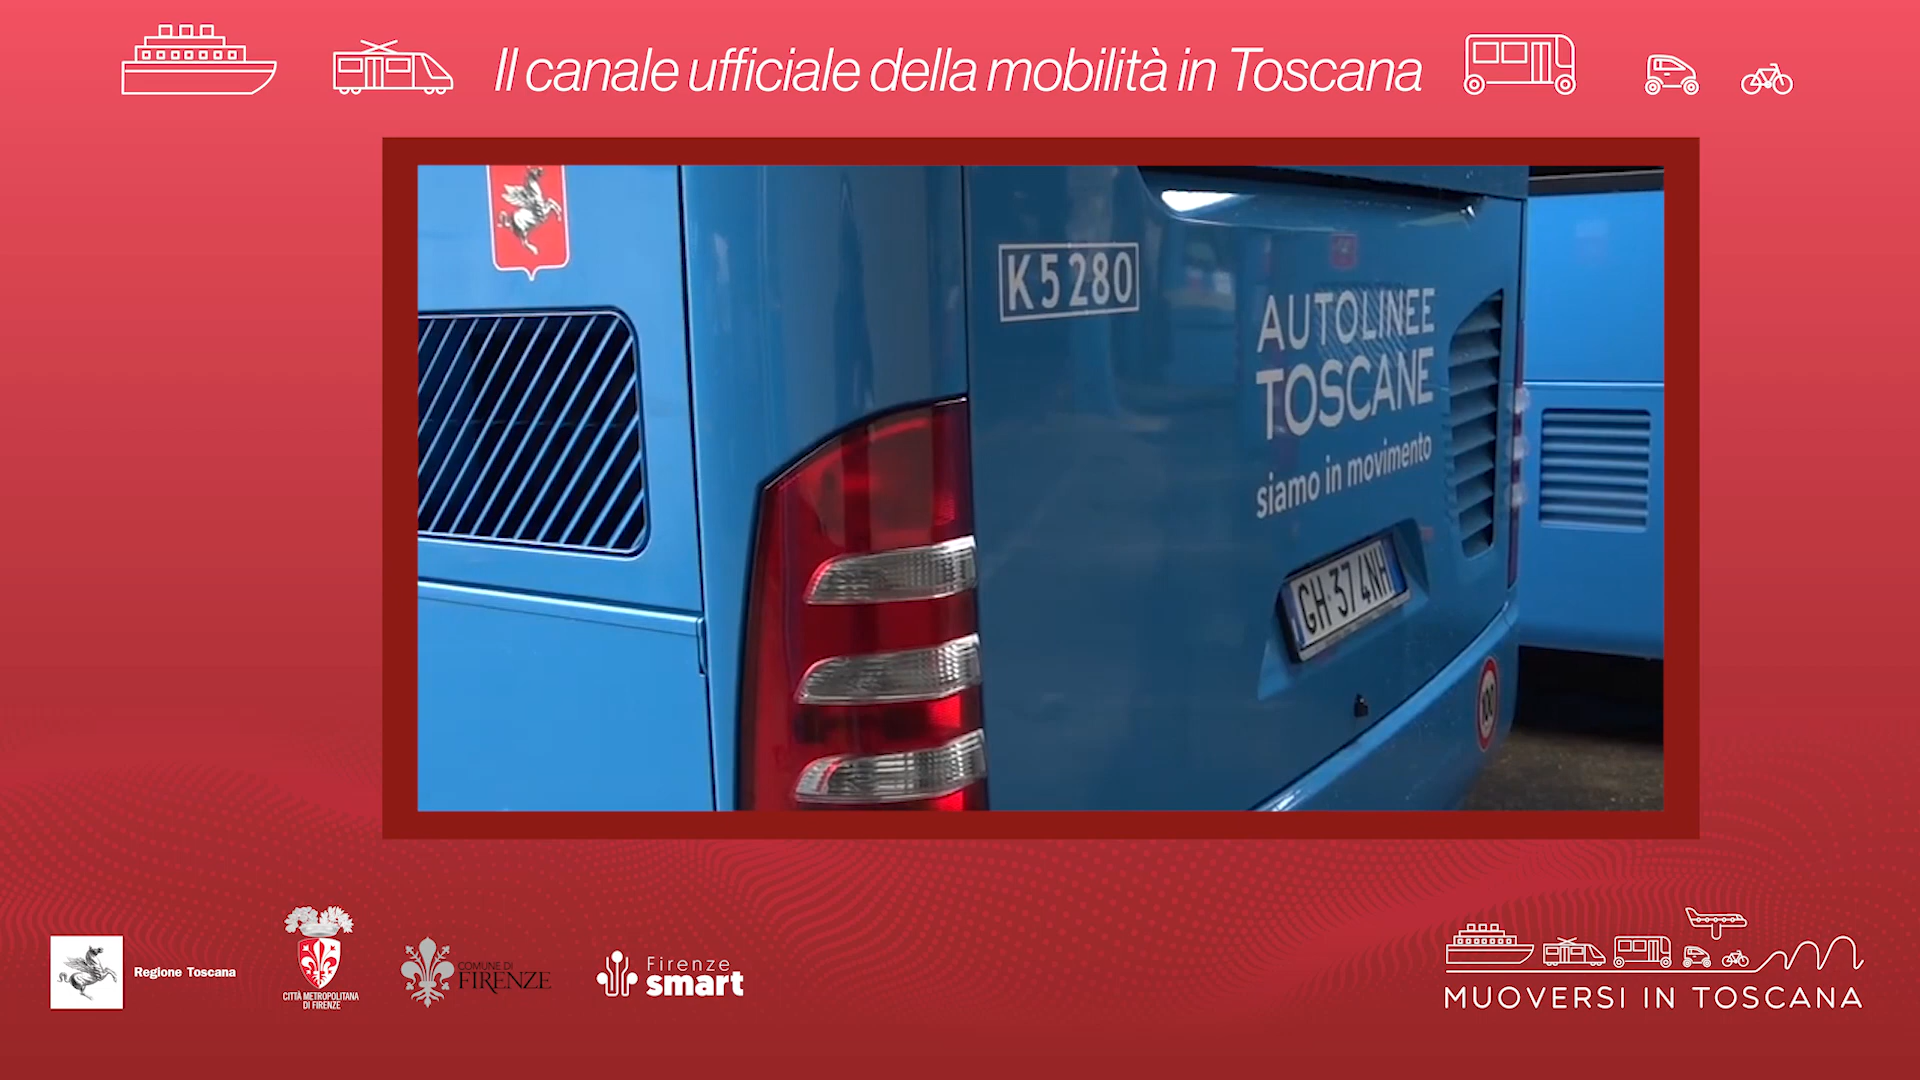 Il canale ufficiale della mobilità in Toscana
K5280
AUTOLINEE
TOSCANE
siamo in movimento
GH·374NH
100
Regione Toscana
CITTÀ METROPOLITANA
DI FIRENZE
COMUNE DI
FIRENZE
Firenze
smart
MUOVERSI IN TOSCANA